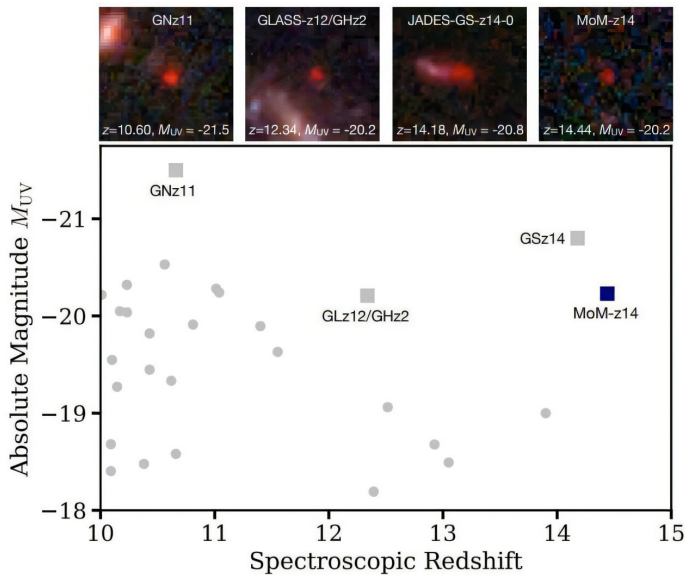 GNz11
GLASS-z12/GHz2
JADES-GS-z14-0
MoM-z14
z=10.60, MUV = -21.5
z=12.34, MUV = -20.2
z=14.18, MUV = -20.8
z=14.44, MUV = -20.2
GNz11
GSz14
GLz12/GHz2
MoM-z14
Absolute Magnitude MUV
−21
−20
−19
−18
10
11
12
13
14
15
Spectroscopic Redshift